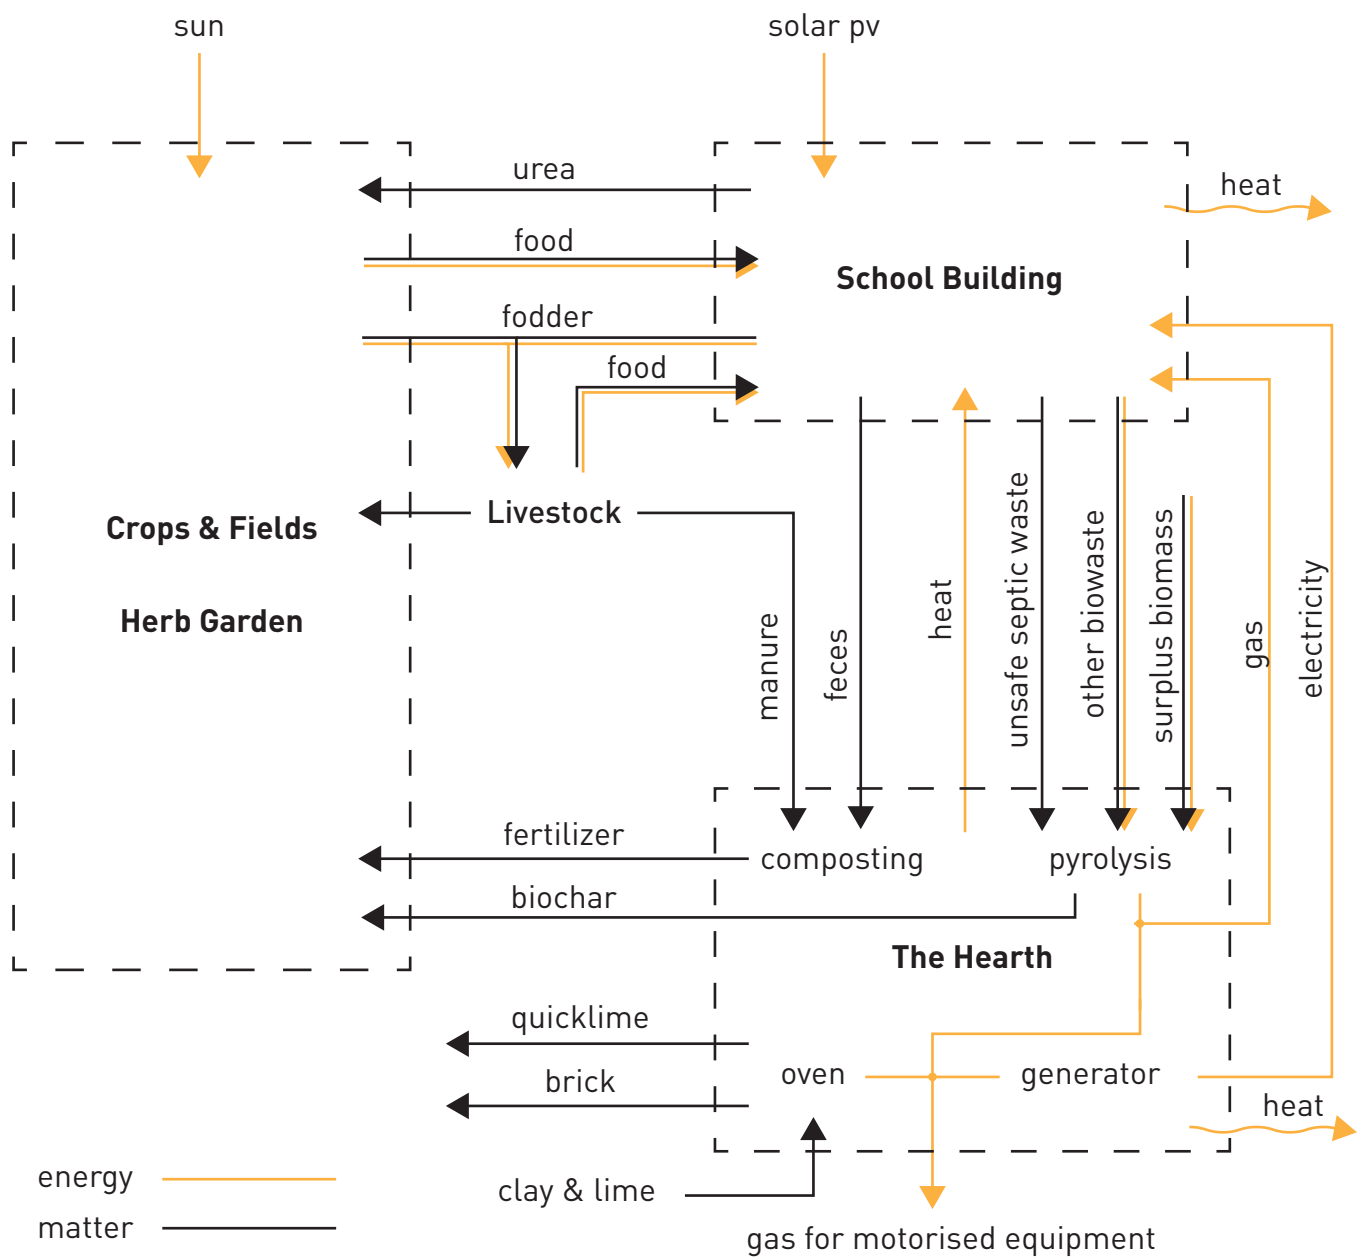 sun
solar pv
urea
heat
food
School Building
fodder
food
Crops & Fields
Livestock
Herb Garden
manure
feces
heat
unsafe septic waste
other biowaste
surplus biomass
gas
electricity
fertilizer
composting
pyrolysis
biochar
The Hearth
quicklime
oven
generator
brick
heat
energy
clay & lime
matter
gas for motorised equipment